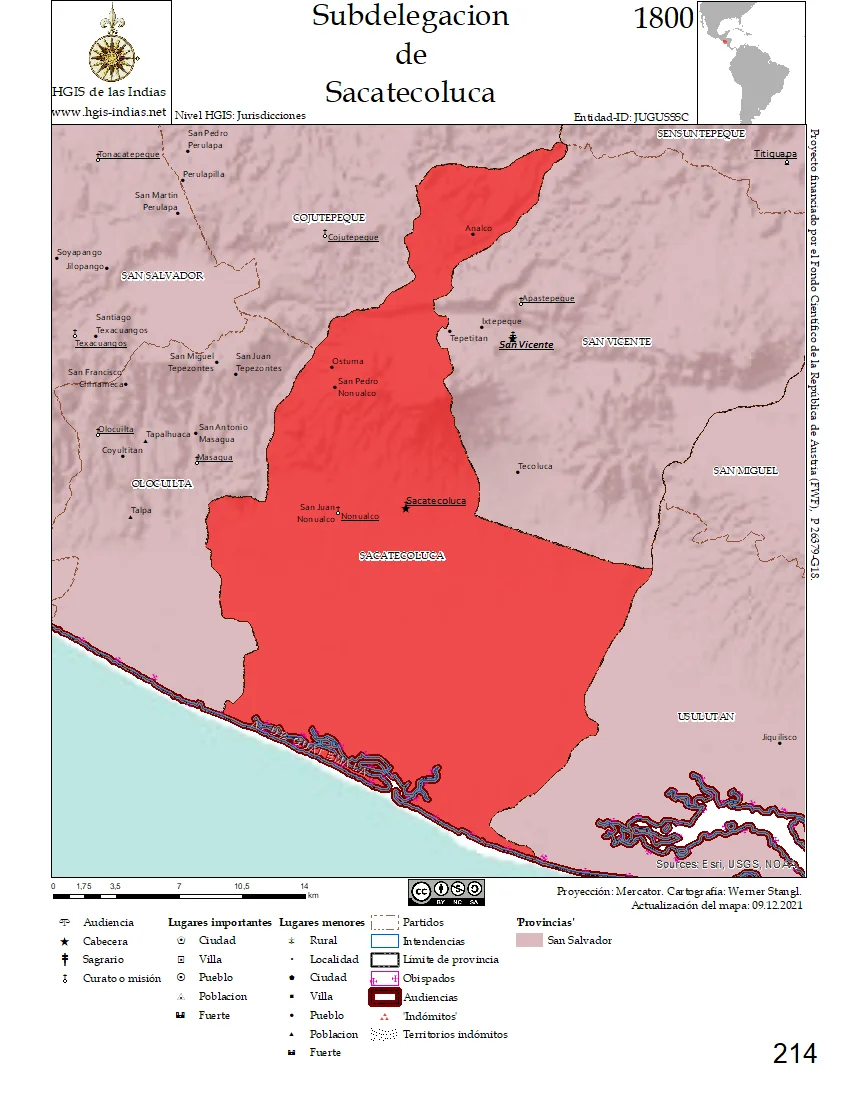 Subdelegacion
de
Sacatecoluca
1800
HGIS de las Indias
www.hgis-indias.net
Nivel HGIS: Jurisdicciones
Entidad-ID: JUGUSSSC
SENSUNTEPEQUE
Titiguapa
San Pedro
Perulapa
Tonacatepeque
Perulapilla
San Martin
Perulapa
COJUTEPEQUE
Cojutepeque
Analco
Soyapango
Jilopango
SAN SALVADOR
Apastepeque
Santiago
Texacuangos
Texacuangos
Ixtepeque
Tepetitan
San Vicente
SAN VICENTE
San Miguel
Tepezontes
San Juan
Tepezontes
Ostuma
San Francisco
Chinameca
San Pedro
Nonualco
Olocuilta
Tapalhuaca
San Antonio
Masagua
Coyultitan
Masagua
Tecoluca
SAN MIGUEL
OLOCUILTA
Talpa
San Juan
Nonualco
Nonualco
Sacatecoluca
SACATECOLUCA
USULUTAN
Jiquilisco
Sources: Esri, USGS, NOAA
Proyecto financiado por el Fondo Científico de la República de Austria (FWF), P 26379-G18.
0 1,75 3,5 7 10,5 14
km
CC BY NC SA
Proyección: Mercator. Cartografía: Werner Stangl.
Actualización del mapa: 09.12.2021
Audiencia
Cabecera
Sagrario
Curato o misión
Lugares importantes
Ciudad
Villa
Pueblo
Poblacion
Fuerte
Lugares menores
Rural
Localidad
Ciudad
Villa
Pueblo
Poblacion
Fuerte
Partidos
Intendencias
Límite de provincia
Obispados
Audiencias
'Indómitos'
Territorios indómitos
'Provincias'
San Salvador
214